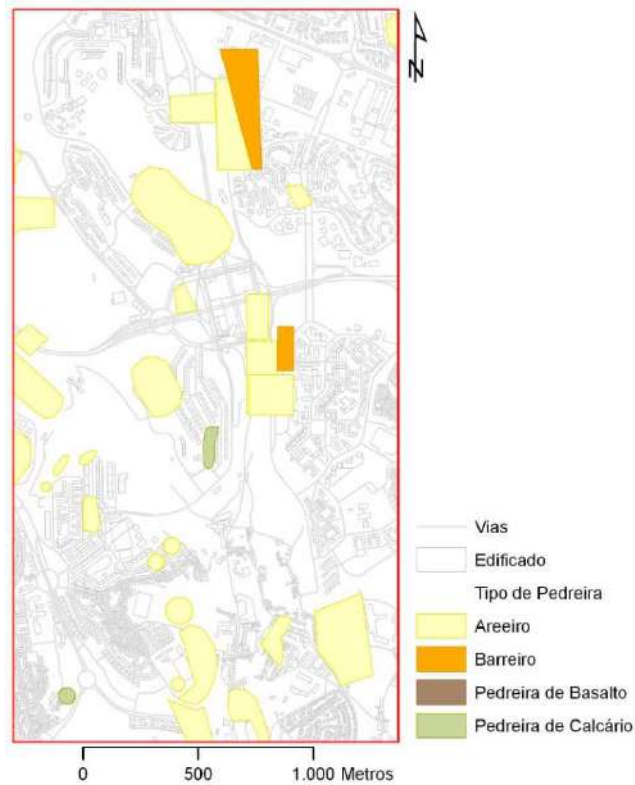 N
Vias
Edificado
Tipo de Pedreira
Areeiro
Barreiro
Pedreira de Basalto
Pedreira de Calcário
0 500 1.000 Metros